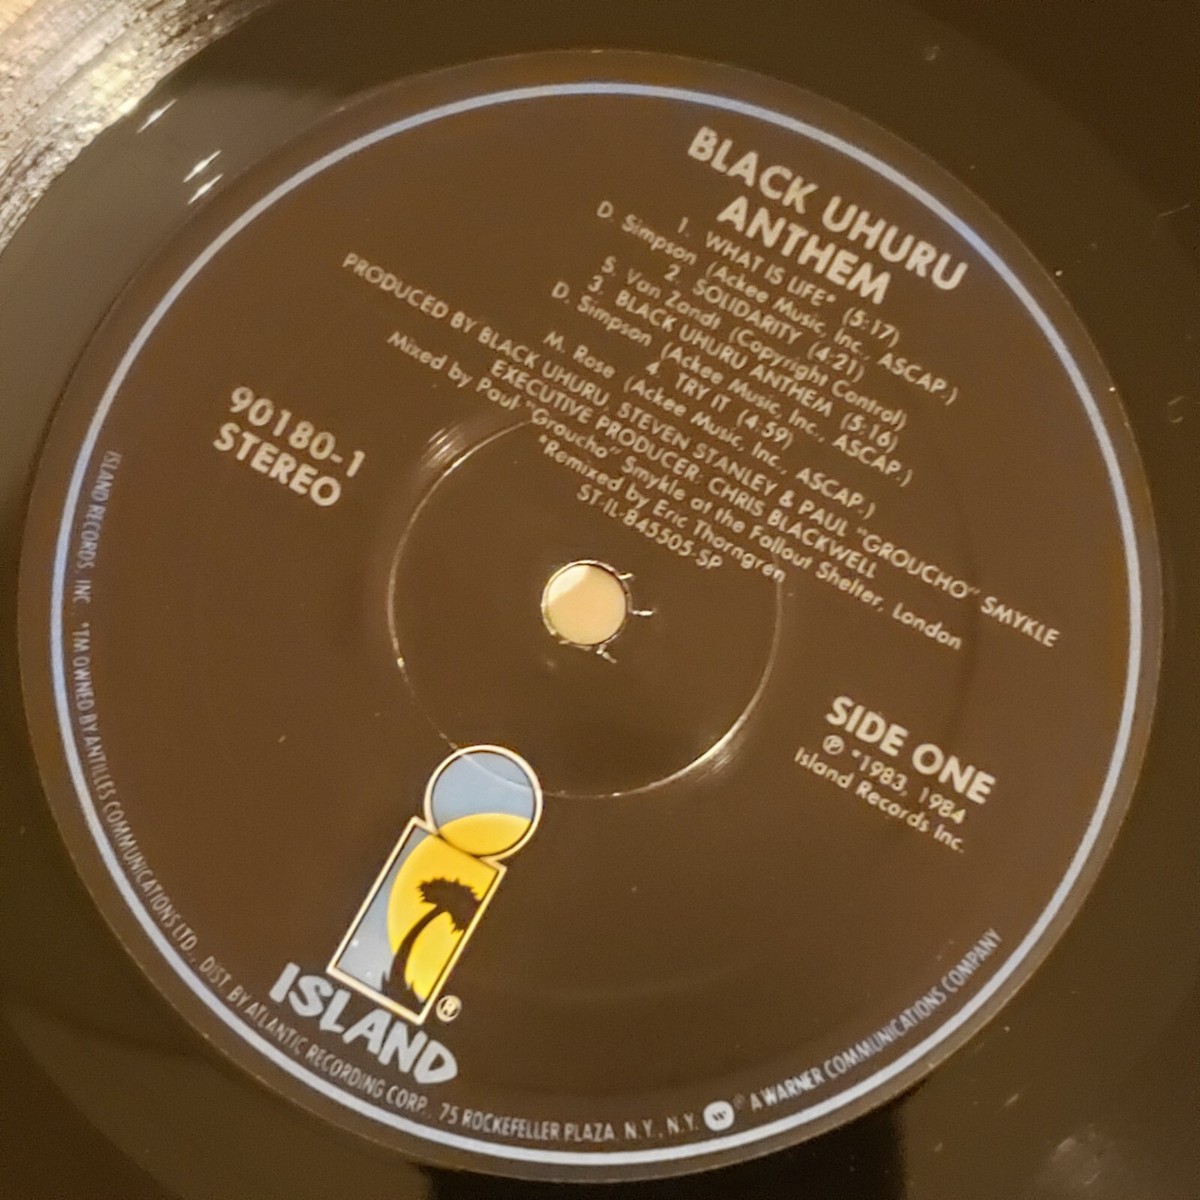 BLACK UHURU
ANTHEM
1. WHAT IS LIFE* (5:17)
D. Simpson (Ackee Music, Inc., ASCAP.)
2. SOLIDARITY (4:21)
S. Van Zandt (Copyright Control)
3. BLACK UHURU ANTHEM (5:16)
D. Simpson (Ackee Music, Inc., ASCAP.)
4. TRY IT (4:59)
M. Rose (Ackee Music, Inc., ASCAP.)
PRODUCED BY BLACK UHURU, STEVEN STANLEY & PAUL "GROUCHO" SMYKLE
EXECUTIVE PRODUCER: CHRIS BLACKWELL
Mixed by Paul "Groucho" Smykle at the Fallout Shelter, London
*Remixed by Eric Thorngren
ST-IL-845505-SP
90180-1
STEREO
SIDE ONE
℗ *1983, 1984
Island Records Inc.
ISLAND®
ISLAND RECORDS, INC. *TM OWNED BY ANTILLES COMMUNICATIONS LTD., DIST. BY ATLANTIC RECORDING CORP., 75 ROCKEFELLER PLAZA, N.Y., N.Y. ® A WARNER COMMUNICATIONS COMPANY